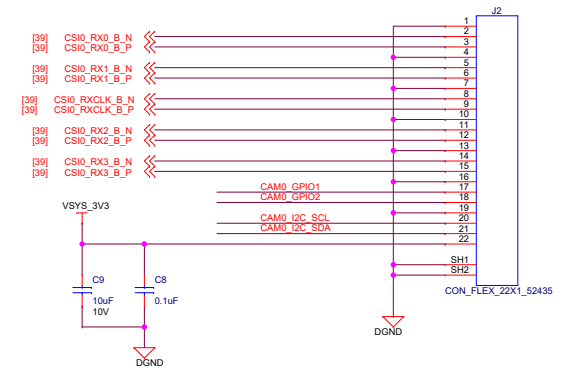 J2
1
[39] CSI0_RX0_B_N 2
[39] CSI0_RX0_B_P 3
4
[39] CSI0_RX1_B_N 5
[39] CSI0_RX1_B_P 6
7
[39] CSI0_RXCLK_B_N 8
[39] CSI0_RXCLK_B_P 9
10
[39] CSI0_RX2_B_N 11
[39] CSI0_RX2_B_P 12
13
[39] CSI0_RX3_B_N 14
[39] CSI0_RX3_B_P 15
16
CAM0_GPIO1 17
CAM0_GPIO2 18
19
VSYS_3V3
CAM0_I2C_SCL 20
CAM0_I2C_SDA 21
22
SH1
SH2
CON_FLEX_22X1_52435
C9
10uF
10V
C8
0.1uF
DGND
DGND